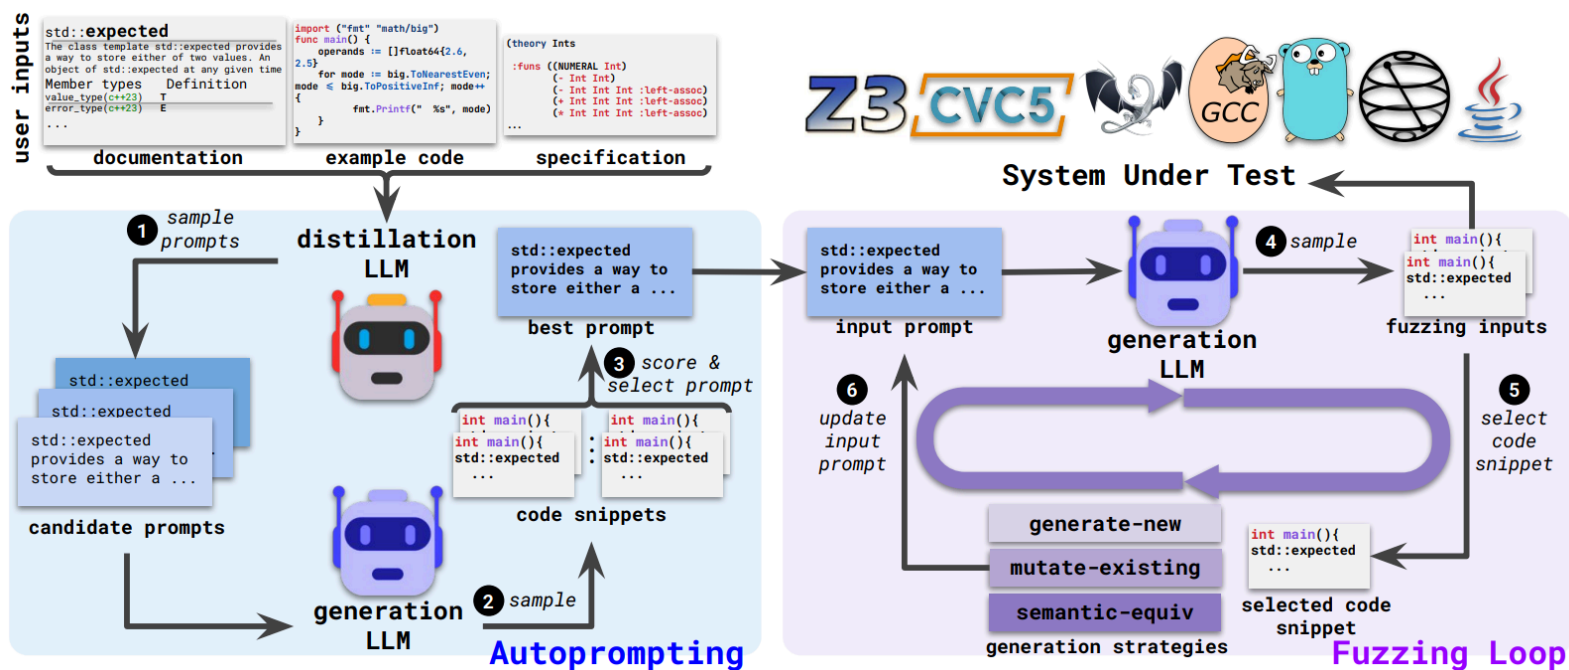 user inputs
std::expected
The class template std::expected provides
a way to store either of two values. An
object of std::expected at any given time
Member types Definition
value_type(c++23) T
error_type(c++23) E
...
documentation
import ("fmt" "math/big")
func main() {
operands := []float64{2.6,
2.5}
for mode := big.ToNearestEven;
mode ≤ big.ToPositiveInf; mode++
{
fmt.Printf(" %s", mode)
}
}
example code
(theory Ints
:funs ((NUMERAL Int)
(- Int Int)
(- Int Int Int :left-assoc)
(+ Int Int Int :left-assoc)
(* Int Int Int :left-assoc)
...
specification
Z3
CVC5
GCC
System Under Test
1
sample
prompts
distillation
LLM
std::expected
provides a way to
store either a ...
best prompt
3
score &
select prompt
std::expected
std::expected
std::expected
provides a way to
store either a ...
candidate prompts
int main(){
int main(){
std::expected
...
int main(){
int main(){
std::expected
...
code snippets
generation
LLM
2
sample
Autoprompting
std::expected
provides a way to
store either a ...
input prompt
generation
LLM
4
sample
int main(){
int main(){
std::expected
...
fuzzing inputs
5
select
code
snippet
6
update
input
prompt
generate-new
mutate-existing
semantic-equiv
generation strategies
int main(){
std::expected
...
selected code
snippet
Fuzzing Loop